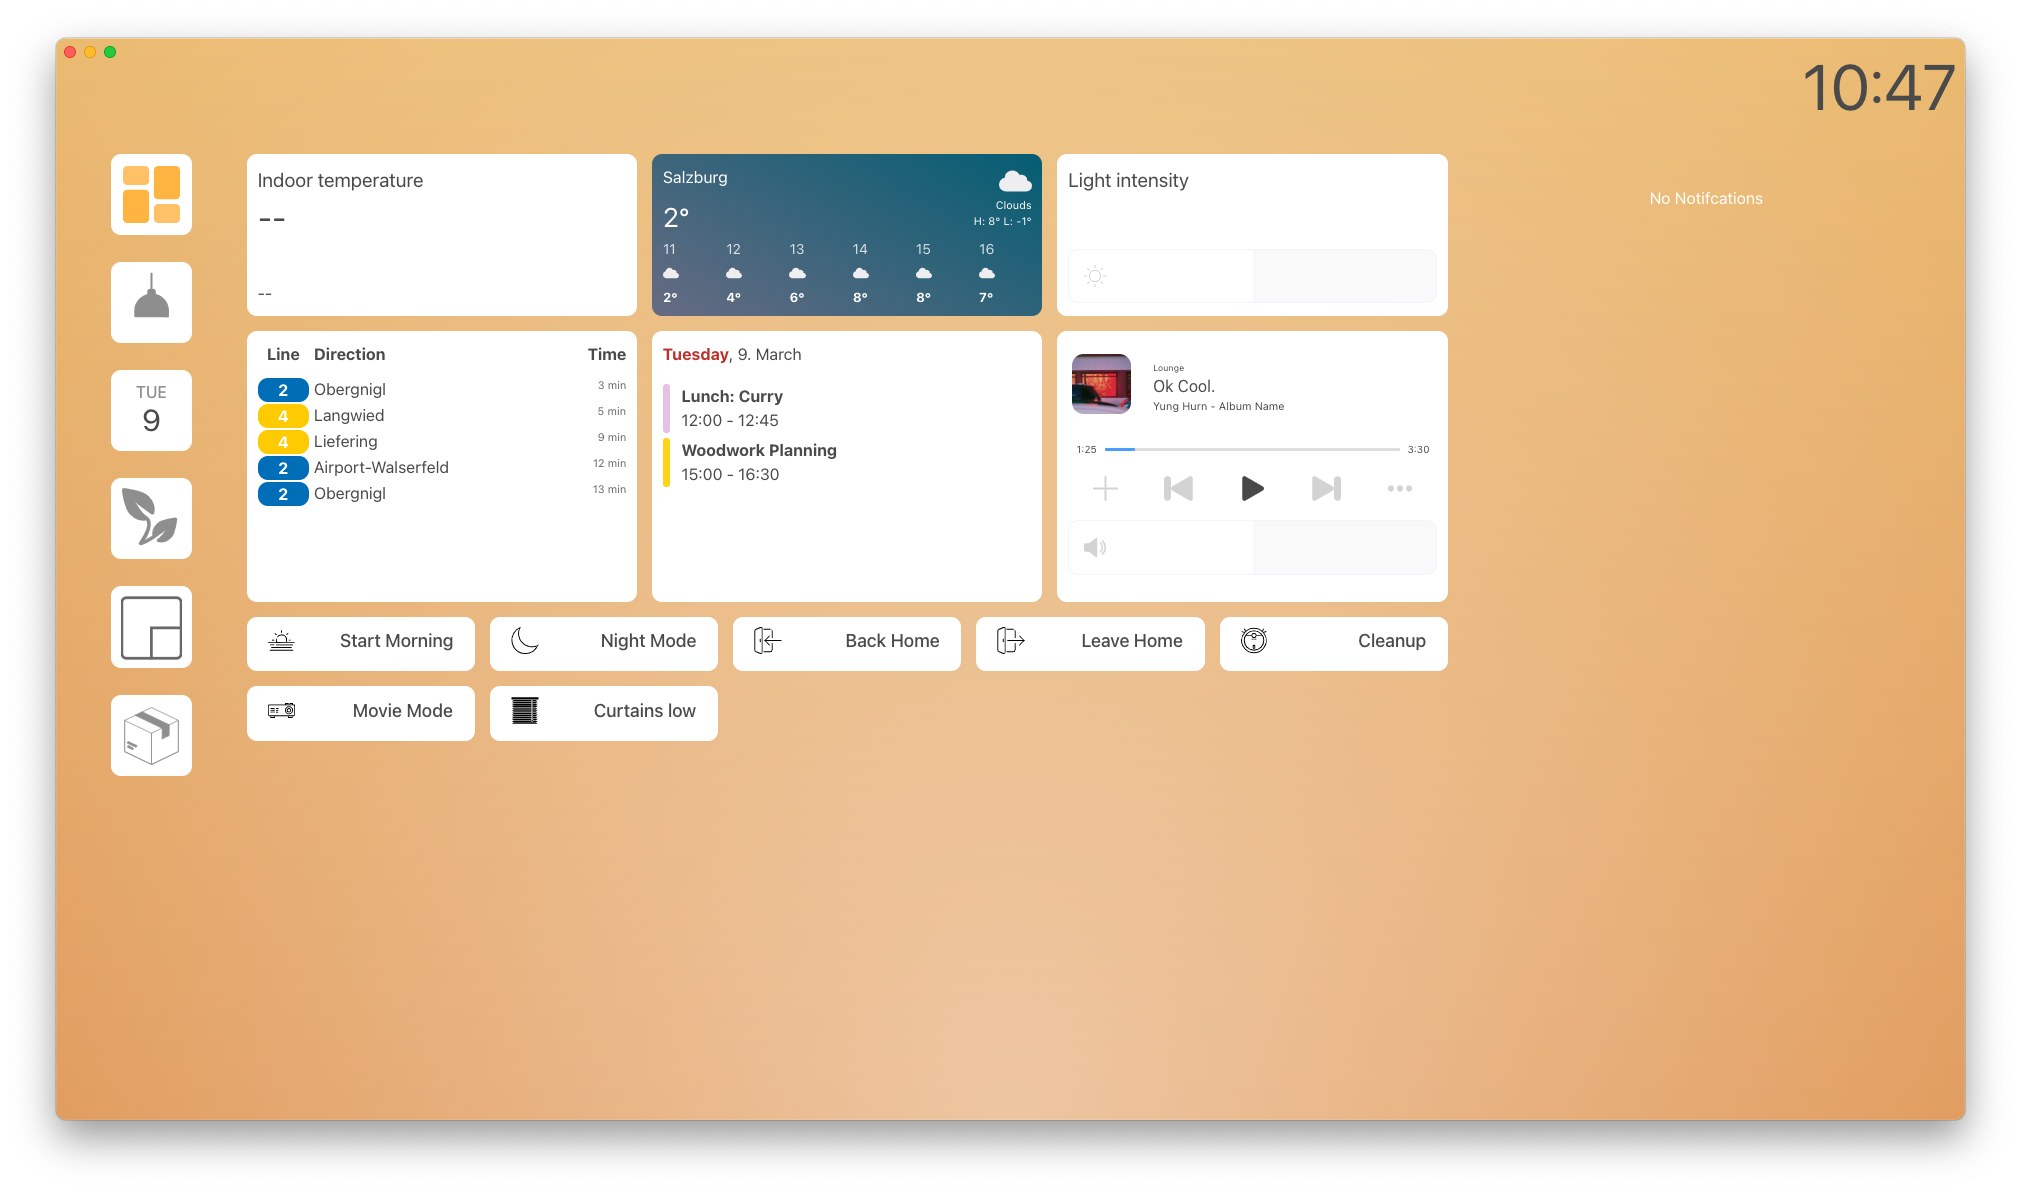 10:47
TUE
9
Indoor temperature
--
--
Salzburg
2°
Clouds
H: 8° L: -1°
11 12 13 14 15 16
2° 4° 6° 8° 8° 7°
Light intensity
No Notifcations
Line Direction Time
2 Obergnigl 3 min
4 Langwied 5 min
4 Liefering 9 min
2 Airport-Walserfeld 12 min
2 Obergnigl 13 min
Tuesday, 9. March
Lunch: Curry
12:00 - 12:45
Woodwork Planning
15:00 - 16:30
Lounge
Ok Cool.
Yung Hurn - Album Name
1:25 3:30
Start Morning
Night Mode
Back Home
Leave Home
Cleanup
Movie Mode
Curtains low